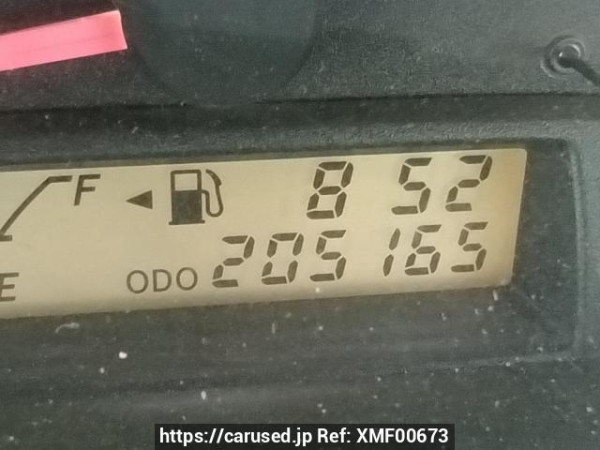 F 8 52
E ODO 205165
https://carused.jp Ref: XMF00673